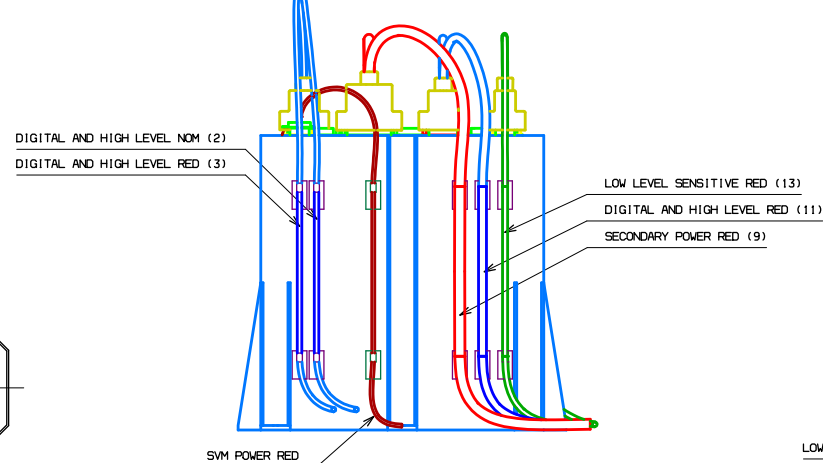 DIGITAL AND HIGH LEVEL NOM (2)
DIGITAL AND HIGH LEVEL RED (3)
LOW LEVEL SENSITIVE RED (13)
DIGITAL AND HIGH LEVEL RED (11)
SECONDARY POWER RED (9)
SVM POWER RED
LOW